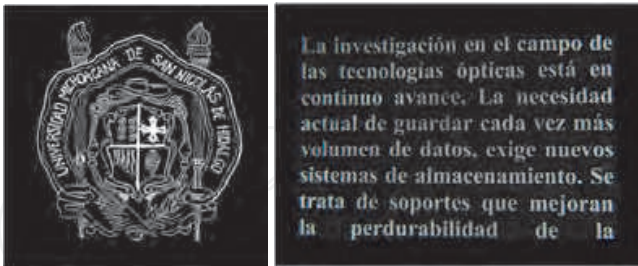 UNIVERSIDAD MICHOACANA DE SAN NICOLÁS DE HIDALGO
La investigación en el campo de
las tecnologías ópticas está en
continuo avance. La necesidad
actual de guardar cada vez más
volumen de datos, exige nuevos
sistemas de almacenamiento. Se
trata de soportes que mejoran
la perdurabilidad de la